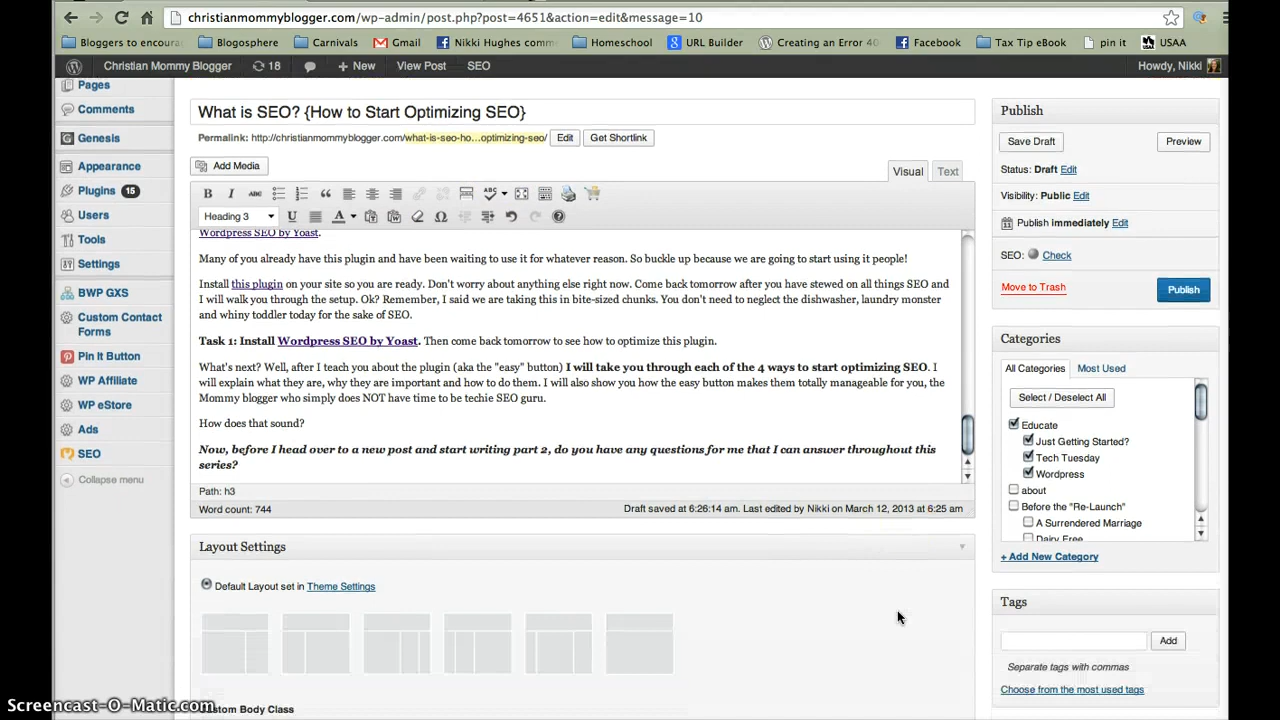 christianmommyblogger.com/wp-admin/post.php?post=4651&action=edit&message=10
Bloggers to encoura Blogosphere Carnivals Gmail Nikki Hughes comm Homeschool URL Builder Creating an Error 40 Facebook Tax Tip eBook pin it USAA
Christian Mommy Blogger 18 + New View Post SEO Howdy, Nikki
Pages
Comments
Genesis
Appearance
Plugins 15
Users
Tools
Settings
BWP GXS
Custom Contact
Forms
Pin It Button
WP Affiliate
WP eStore
Ads
SEO
Collapse menu
What is SEO? {How to Start Optimizing SEO}
Permalink: http://christianmommyblogger.com/what-is-seo-ho...optimizing-seo/ Edit Get Shortlink
Add Media
Visual Text
B I ABC ABC
Heading 3 U A Ω
Wordpress SEO by Yoast.
Many of you already have this plugin and have been waiting to use it for whatever reason. So buckle up because we are going to start using it people!
Install this plugin on your site so you are ready. Don't worry about anything else right now. Come back tomorrow after you have stewed on all things SEO and
I will walk you through the setup. Ok? Remember, I said we are taking this in bite-sized chunks. You don't need to neglect the dishwasher, laundry monster
and whiny toddler today for the sake of SEO.
Task 1: Install Wordpress SEO by Yoast. Then come back tomorrow to see how to optimize this plugin.
What's next? Well, after I teach you about the plugin (aka the "easy" button) I will take you through each of the 4 ways to start optimizing SEO. I
will explain what they are, why they are important and how to do them. I will also show you how the easy button makes them totally manageable for you, the
Mommy blogger who simply does NOT have time to be techie SEO guru.
How does that sound?
Now, before I head over to a new post and start writing part 2, do you have any questions for me that I can answer throughout this
series?
Path: h3
Word count: 744 Draft saved at 6:26:14 am. Last edited by Nikki on March 12, 2013 at 6:25 am
Layout Settings
Default Layout set in Theme Settings
Custom Body Class
Publish
Save Draft Preview
Status: Draft Edit
Visibility: Public Edit
Publish immediately Edit
SEO: Check
Move to Trash Publish
Categories
All Categories Most Used
Select / Deselect All
Educate
Just Getting Started?
Tech Tuesday
Wordpress
about
Before the "Re-Launch"
A Surrendered Marriage
Dairy Free
+ Add New Category
Tags
Add
Separate tags with commas
Choose from the most used tags
Screencast-O-Matic.com